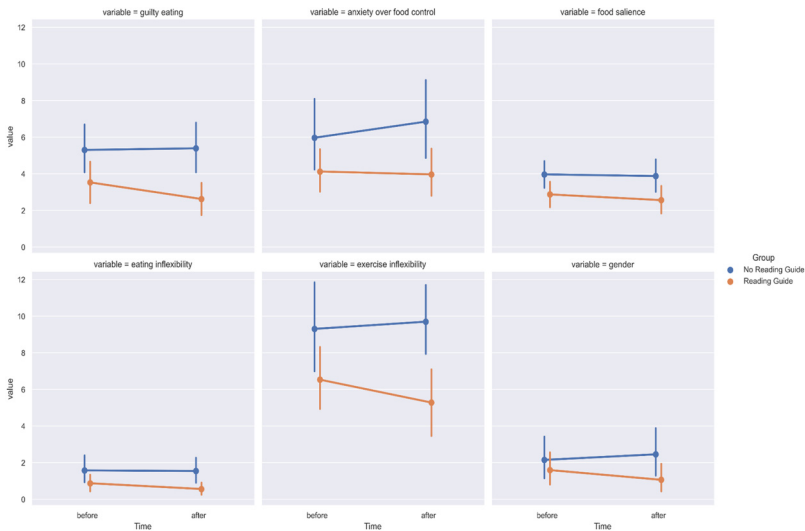 variable = guilty eating
variable = anxiety over food control
variable = food salience
12
10
8
6
4
2
0
value
variable = eating inflexibility
variable = exercise inflexibility
variable = gender
12
10
8
6
4
2
0
value
before
after
before
after
before
after
Time
Time
Time
Group
No Reading Guide
Reading Guide